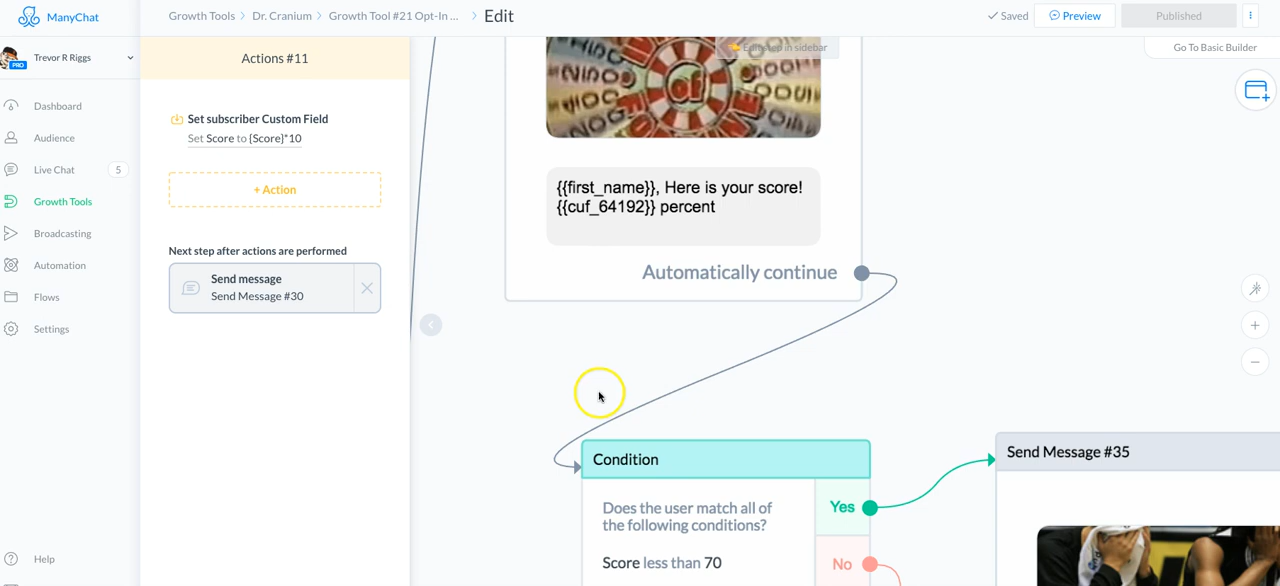 ManyChat
Growth Tools > Dr. Cranium > Growth Tool #21 Opt-In ... > Edit
Saved
Preview
Published
Trevor R Riggs
PRO
Dashboard
Audience
Live Chat 5
Growth Tools
Broadcasting
Automation
Flows
Settings
Help
Actions #11
Set subscriber Custom Field
Set Score to {Score}*10
+ Action
Next step after actions are performed
Send message
Send Message #30
Edit step in sidebar
Go To Basic Builder
{{first_name}}, Here is your score!
{{cuf_64192}} percent
Automatically continue
Condition
Does the user match all of
the following conditions?
Score less than 70
Yes
No
Send Message #35